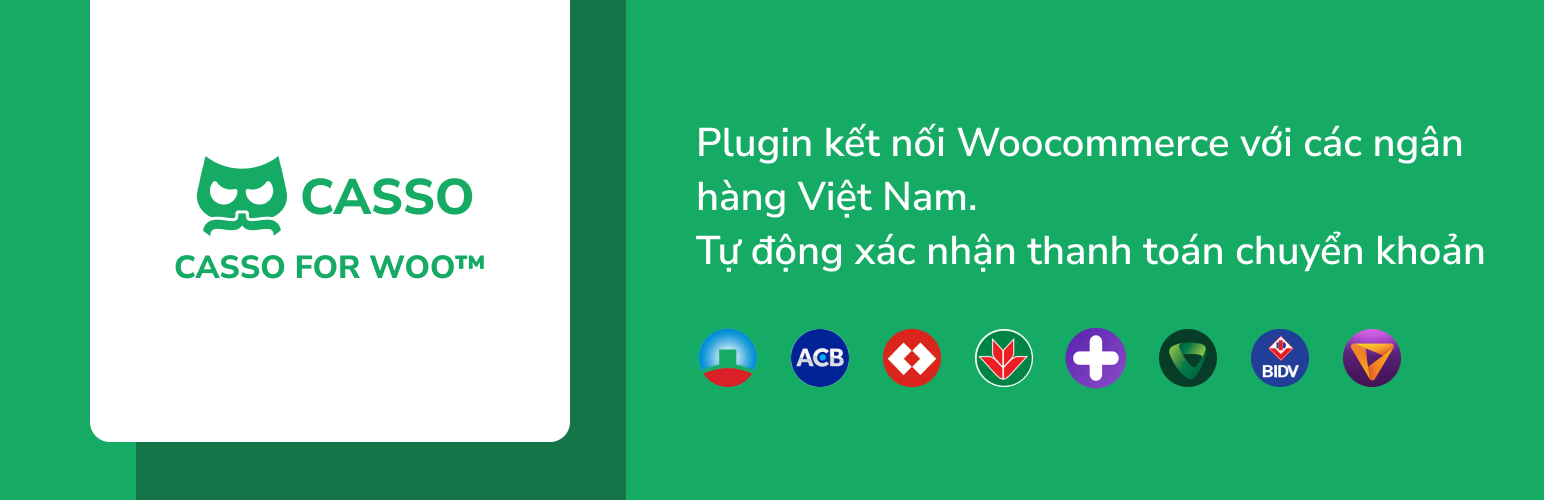 CASSO
CASSO FOR WOO™
Plugin kết nối Woocommerce với các ngân
hàng Việt Nam.
Tự động xác nhận thanh toán chuyển khoản
ACB
BIDV